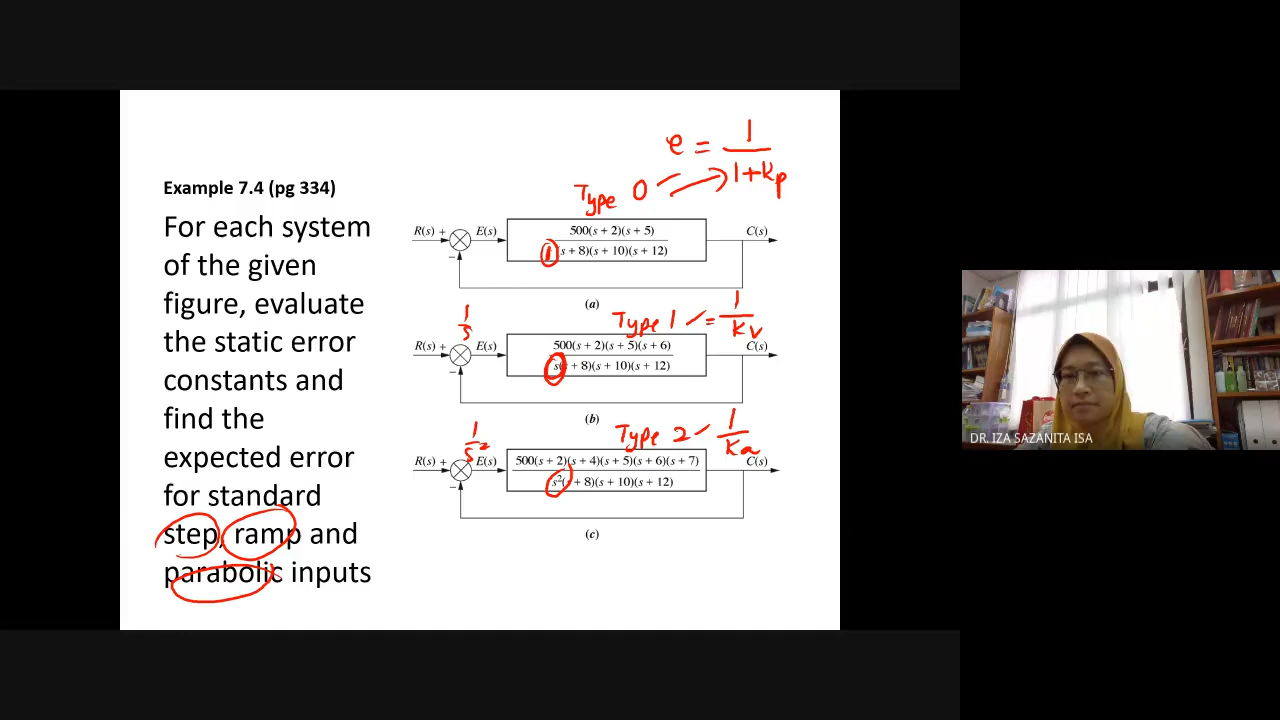 e = 1 / 1+Kp
Type 0
Example 7.4 (pg 334)
For each system
of the given
figure, evaluate
the static error
constants and
find the
expected error
for standard
step, ramp and
parabolic inputs
R(s) + − E(s) 500(s + 2)(s + 5) C(s)
1 (s + 8)(s + 10)(s + 12)
(a)
1/s Type 1 = 1/Kv
R(s) + − E(s) 500(s + 2)(s + 5)(s + 6) C(s)
s(s + 8)(s + 10)(s + 12)
(b)
1/s² Type 2 1/Ka
R(s) + − E(s) 500(s + 2)(s + 4)(s + 5)(s + 6)(s + 7) C(s)
s²(s + 8)(s + 10)(s + 12)
(c)
DR. IZA SAZANITA ISA